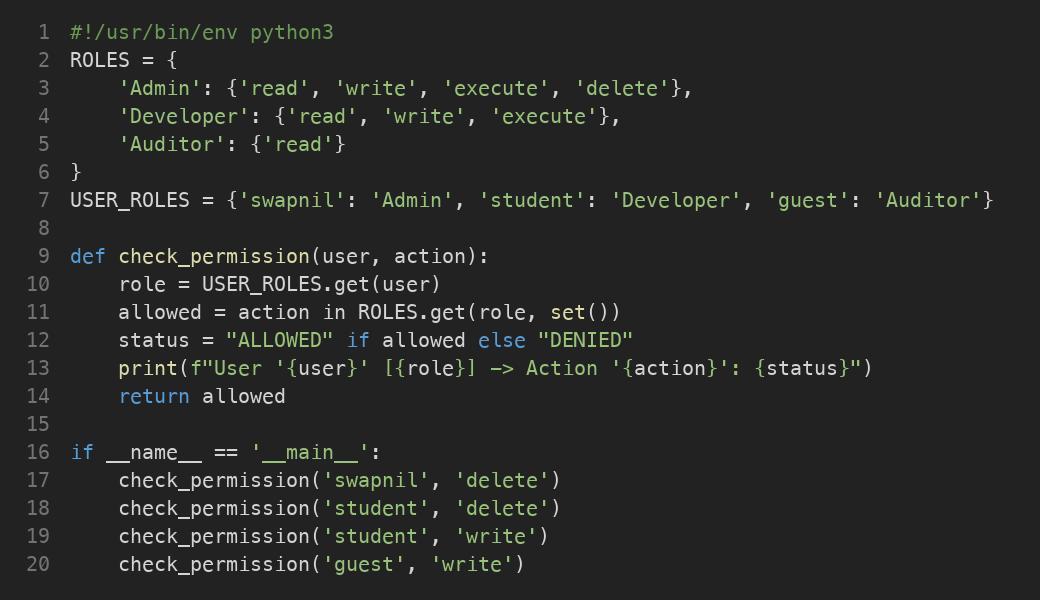 1 #!/usr/bin/env python3
2 ROLES = {
3     'Admin': {'read', 'write', 'execute', 'delete'},
4     'Developer': {'read', 'write', 'execute'},
5     'Auditor': {'read'}
6 }
7 USER_ROLES = {'swapnil': 'Admin', 'student': 'Developer', 'guest': 'Auditor'}
8
9 def check_permission(user, action):
10     role = USER_ROLES.get(user)
11     allowed = action in ROLES.get(role, set())
12     status = "ALLOWED" if allowed else "DENIED"
13     print(f"User '{user}' [{role}] -> Action '{action}': {status}")
14     return allowed
15
16 if __name__ == '__main__':
17     check_permission('swapnil', 'delete')
18     check_permission('student', 'delete')
19     check_permission('student', 'write')
20     check_permission('guest', 'write')